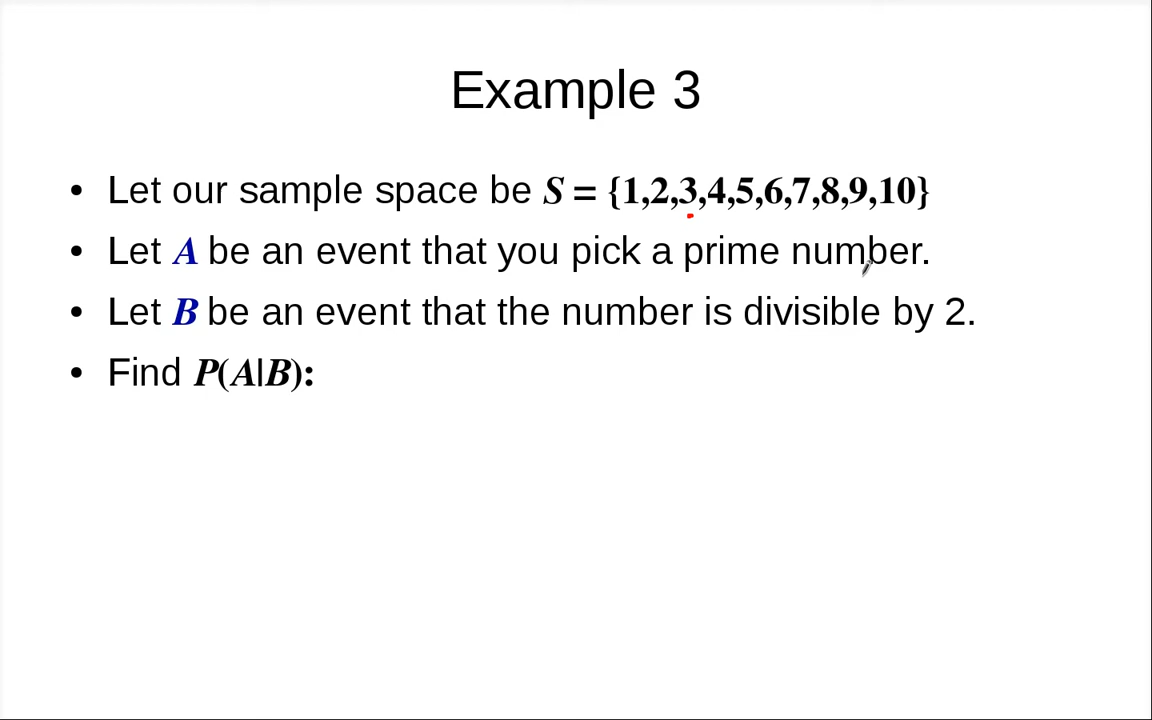 Example 3
• Let our sample space be S = {1,2,3,4,5,6,7,8,9,10}
• Let A be an event that you pick a prime number.
• Let B be an event that the number is divisible by 2.
• Find P(A|B):